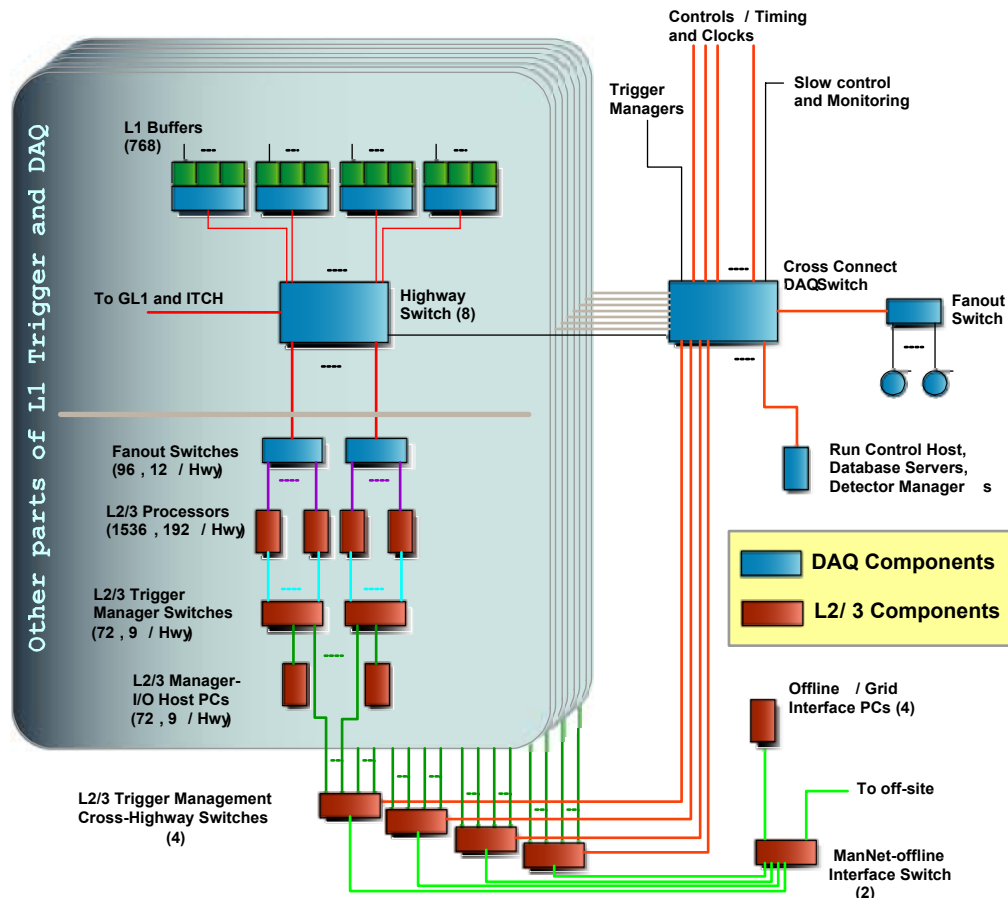 Controls / Timing
and Clocks
Trigger
Managers
Slow control
and Monitoring
Other parts of L1 Trigger and DAQ
L1 Buffers
(768)
To GL1 and ITCH
Highway
Switch (8)
Cross Connect
DAQSwitch
Fanout
Switch
Fanout Switches
(96 , 12 / Hwy)
Run Control Host,
Database Servers,
Detector Manager s
L2/3 Processors
(1536 , 192 / Hwy)
DAQ Components
L2/ 3 Components
L2/3 Trigger
Manager Switches
(72 , 9 / Hwy)
L2/3 Manager-
I/O Host PCs
(72 , 9 / Hwy)
Offline / Grid
Interface PCs (4)
L2/3 Trigger Management
Cross-Highway Switches
(4)
To off-site
ManNet-offline
Interface Switch
(2)